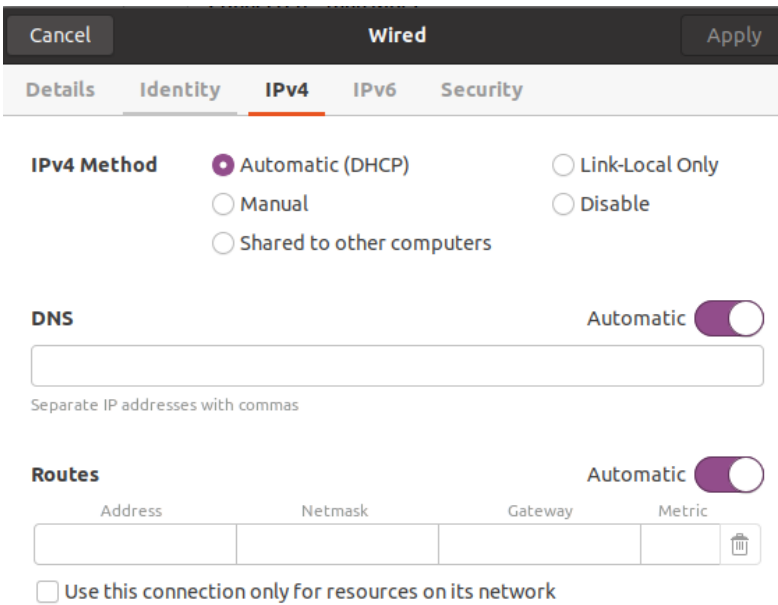 Cancel Wired Apply
Details Identity IPv4 IPv6 Security
IPv4 Method Automatic (DHCP) Link-Local Only
Manual Disable
Shared to other computers
DNS Automatic
Separate IP addresses with commas
Routes Automatic
Address Netmask Gateway Metric
Use this connection only for resources on its network